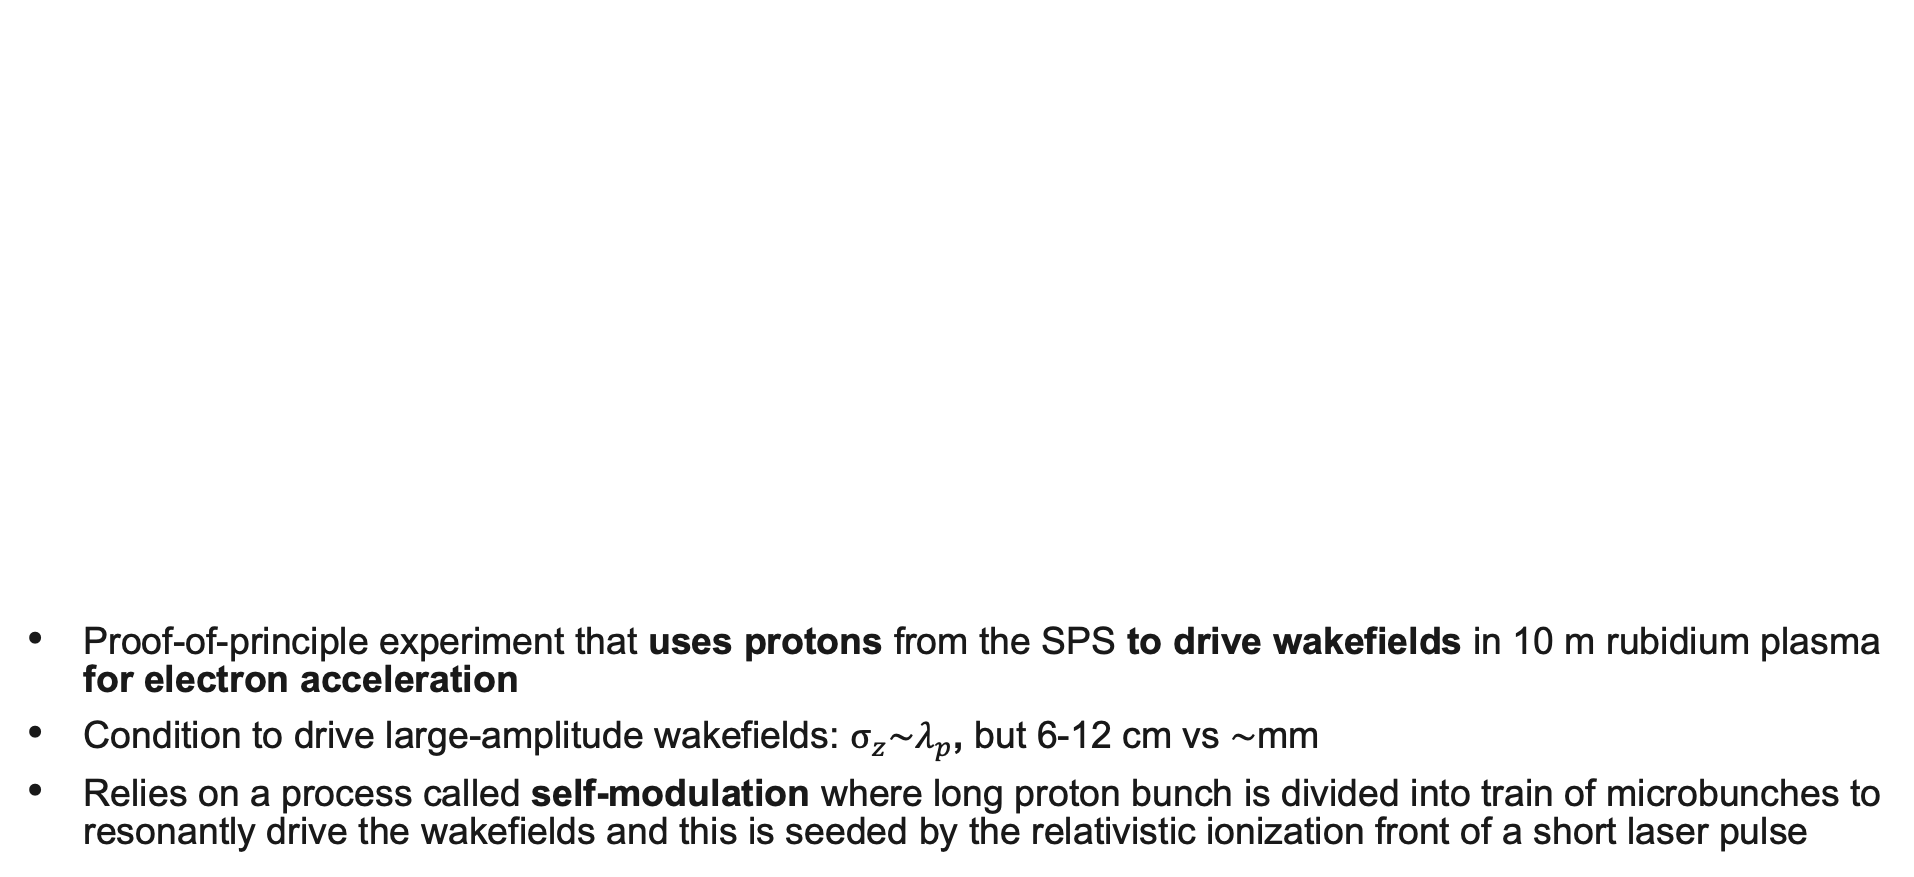 • Proof-of-principle experiment that uses protons from the SPS to drive wakefields in 10 m rubidium plasma
for electron acceleration
• Condition to drive large-amplitude wakefields: σ_z~λ_p, but 6-12 cm vs ~mm
• Relies on a process called self-modulation where long proton bunch is divided into train of microbunches to
resonantly drive the wakefields and this is seeded by the relativistic ionization front of a short laser pulse